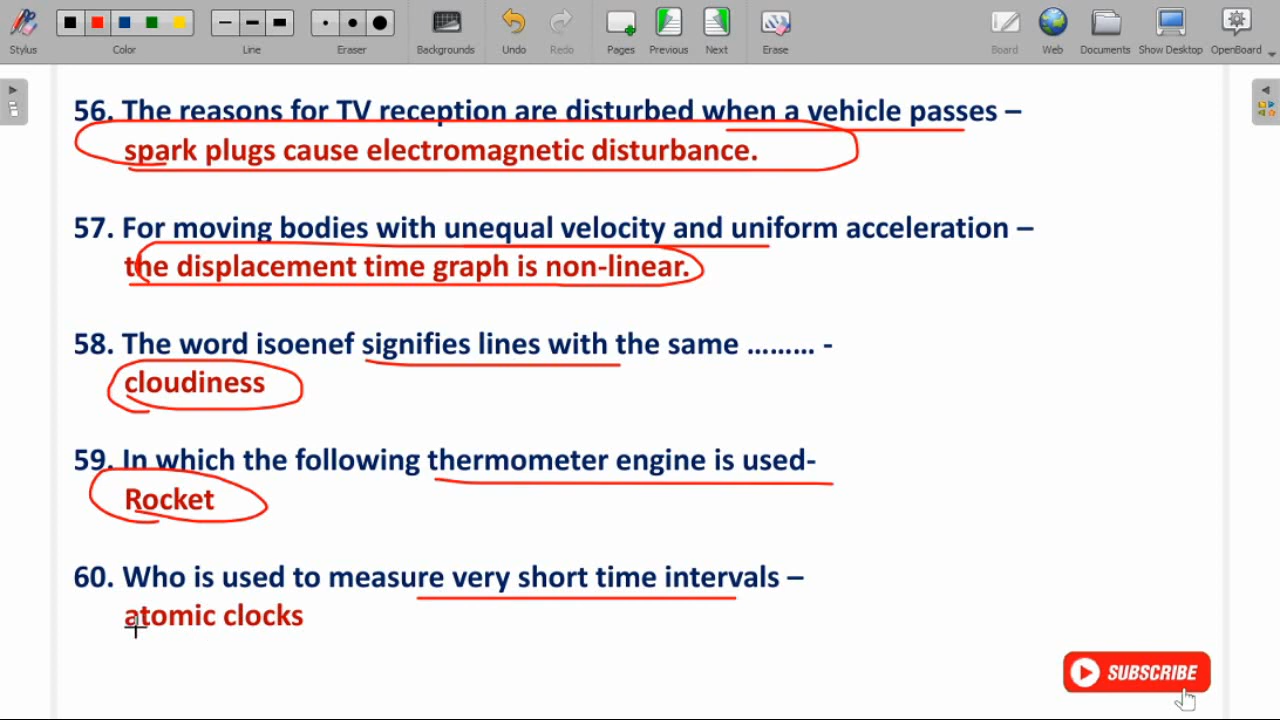 Stylus
Color
Line
Eraser
Backgrounds
Undo
Redo
Pages
Previous
Next
Erase
Board
Web
Documents
Show Desktop
OpenBoard
56. The reasons for TV reception are disturbed when a vehicle passes –
spark plugs cause electromagnetic disturbance.
57. For moving bodies with unequal velocity and uniform acceleration –
the displacement time graph is non-linear.
58. The word isoenef signifies lines with the same ……… -
cloudiness
59. In which the following thermometer engine is used-
Rocket
60. Who is used to measure very short time intervals –
atomic clocks
SUBSCRIBE